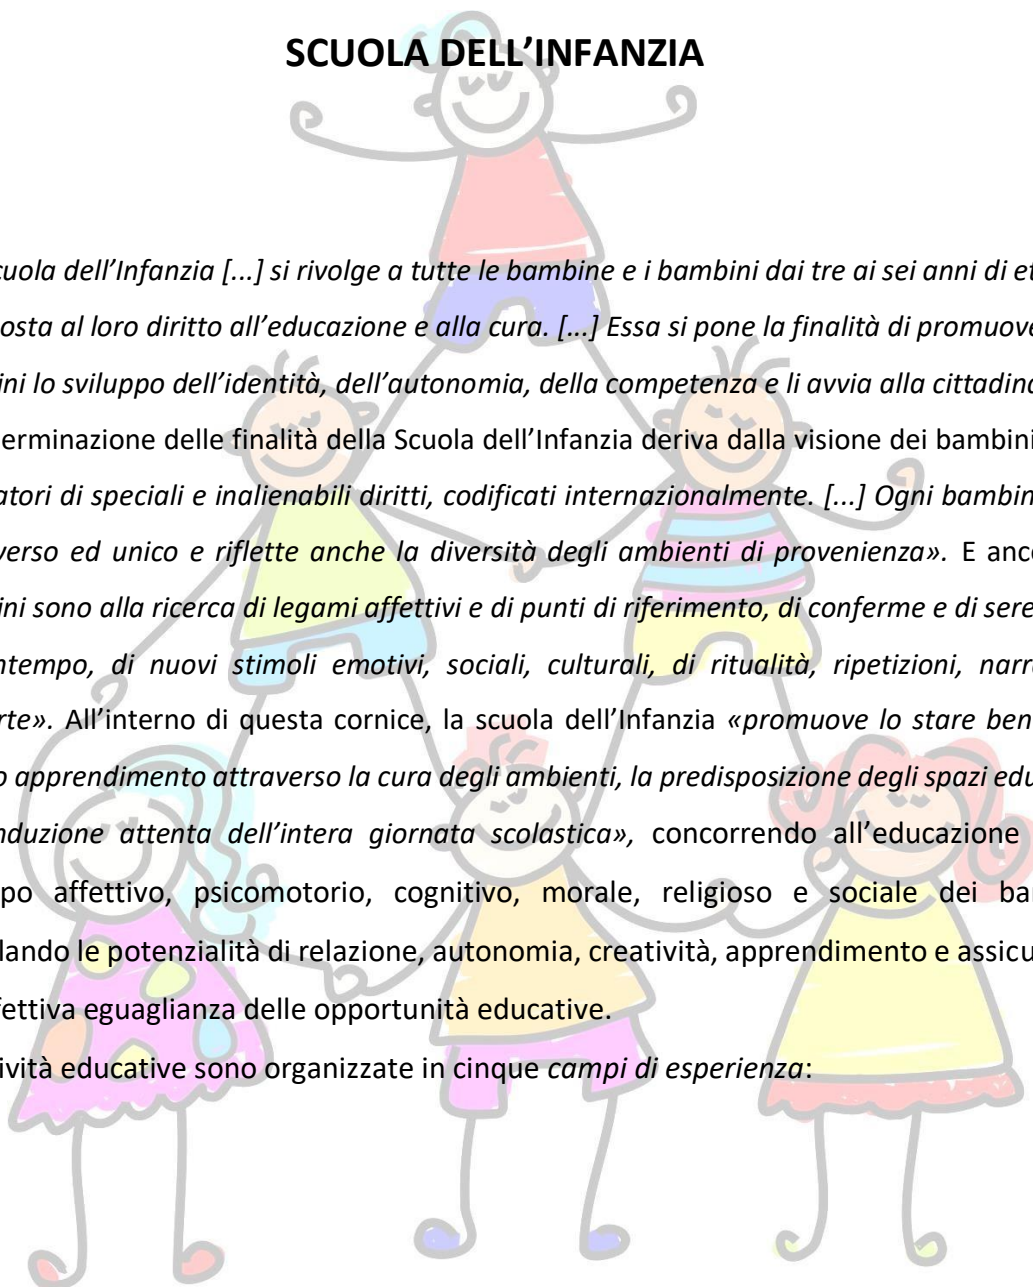 SCUOLA DELL’INFANZIA
cuola dell’Infanzia [...] si rivolge a tutte le bambine e i bambini dai tre ai sei anni di et
osta al loro diritto all’educazione e alla cura. [...] Essa si pone la finalità di promuove
ini lo sviluppo dell’identità, dell’autonomia, della competenza e li avvia alla cittadina
erminazione delle finalità della Scuola dell’Infanzia deriva dalla visione dei bambini
atori di speciali e inalienabili diritti, codificati internazionalmente. [...] Ogni bambin
verso ed unico e riflette anche la diversità degli ambienti di provenienza». E anco
ini sono alla ricerca di legami affettivi e di punti di riferimento, di conferme e di sere
ntempo, di nuovi stimoli emotivi, sociali, culturali, di ritualità, ripetizioni, narra
rte». All’interno di questa cornice, la scuola dell’Infanzia «promuove lo stare ben
o apprendimento attraverso la cura degli ambienti, la predisposizione degli spazi edu
nduzione attenta dell’intera giornata scolastica», concorrendo all’educazione
po affettivo, psicomotorio, cognitivo, morale, religioso e sociale dei bam
lando le potenzialità di relazione, autonomia, creatività, apprendimento e assicu
fettiva eguaglianza delle opportunità educative.
ività educative sono organizzate in cinque campi di esperienza: